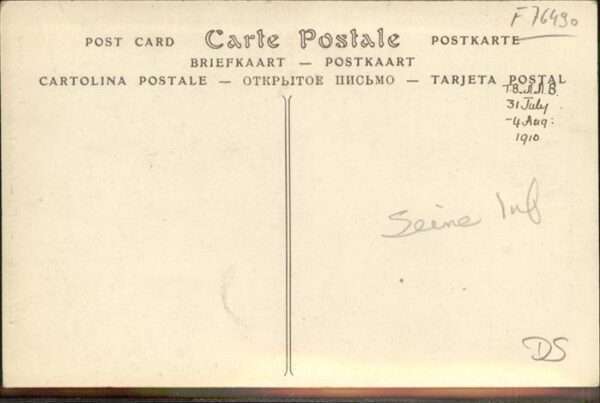 F 76490
POST CARD Carte Postale POSTKARTE
BRIEFKAART — POSTKAART
CARTOLINA POSTALE — ОТКРЫТОЕ ПИСЬМО — TARJETA POSTAL
31 July
-4 Aug:
1910
Seine Inf
DS